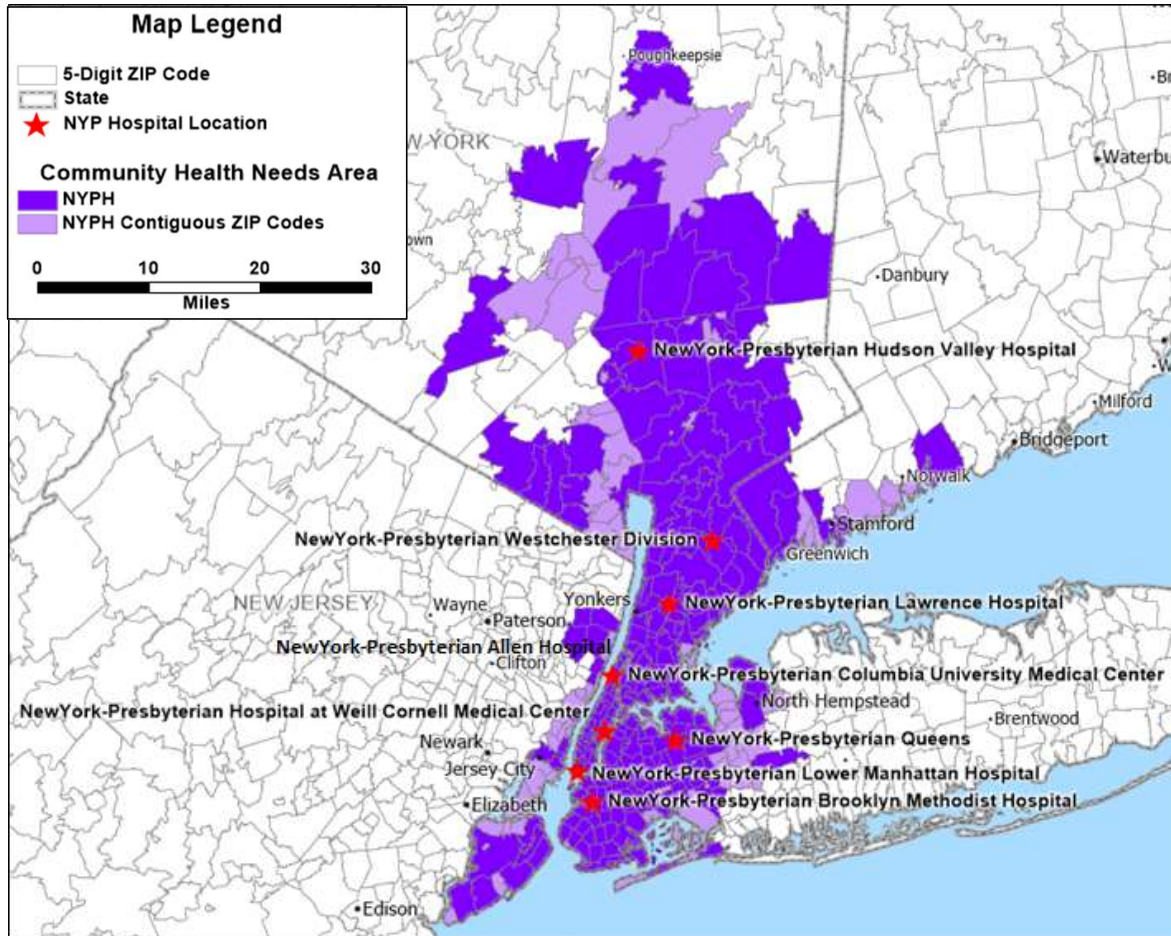 Map Legend
5-Digit ZIP Code
State
NYP Hospital Location
Community Health Needs Area
NYPH
NYPH Contiguous ZIP Codes
0 10 20 30
Miles
Poughkeepsie
W YORK
Waterbu
own
Danbury
NewYork-Presbyterian Hudson Valley Hospital
Milford
Bridgeport
Norwalk
Stamford
NewYork-Presbyterian Westchester Division
Greenwich
NEW JERSEY
Wayne
Yonkers
NewYork-Presbyterian Lawrence Hospital
Paterson
NewYork-Presbyterian Allen Hospital
Clifton
NewYork-Presbyterian Columbia University Medical Center
North Hempstead
NewYork-Presbyterian Hospital at Weill Cornell Medical Center
Brentwood
Newark
NewYork-Presbyterian Queens
Jersey City
NewYork-Presbyterian Lower Manhattan Hospital
Elizabeth
NewYork-Presbyterian Brooklyn Methodist Hospital
Edison